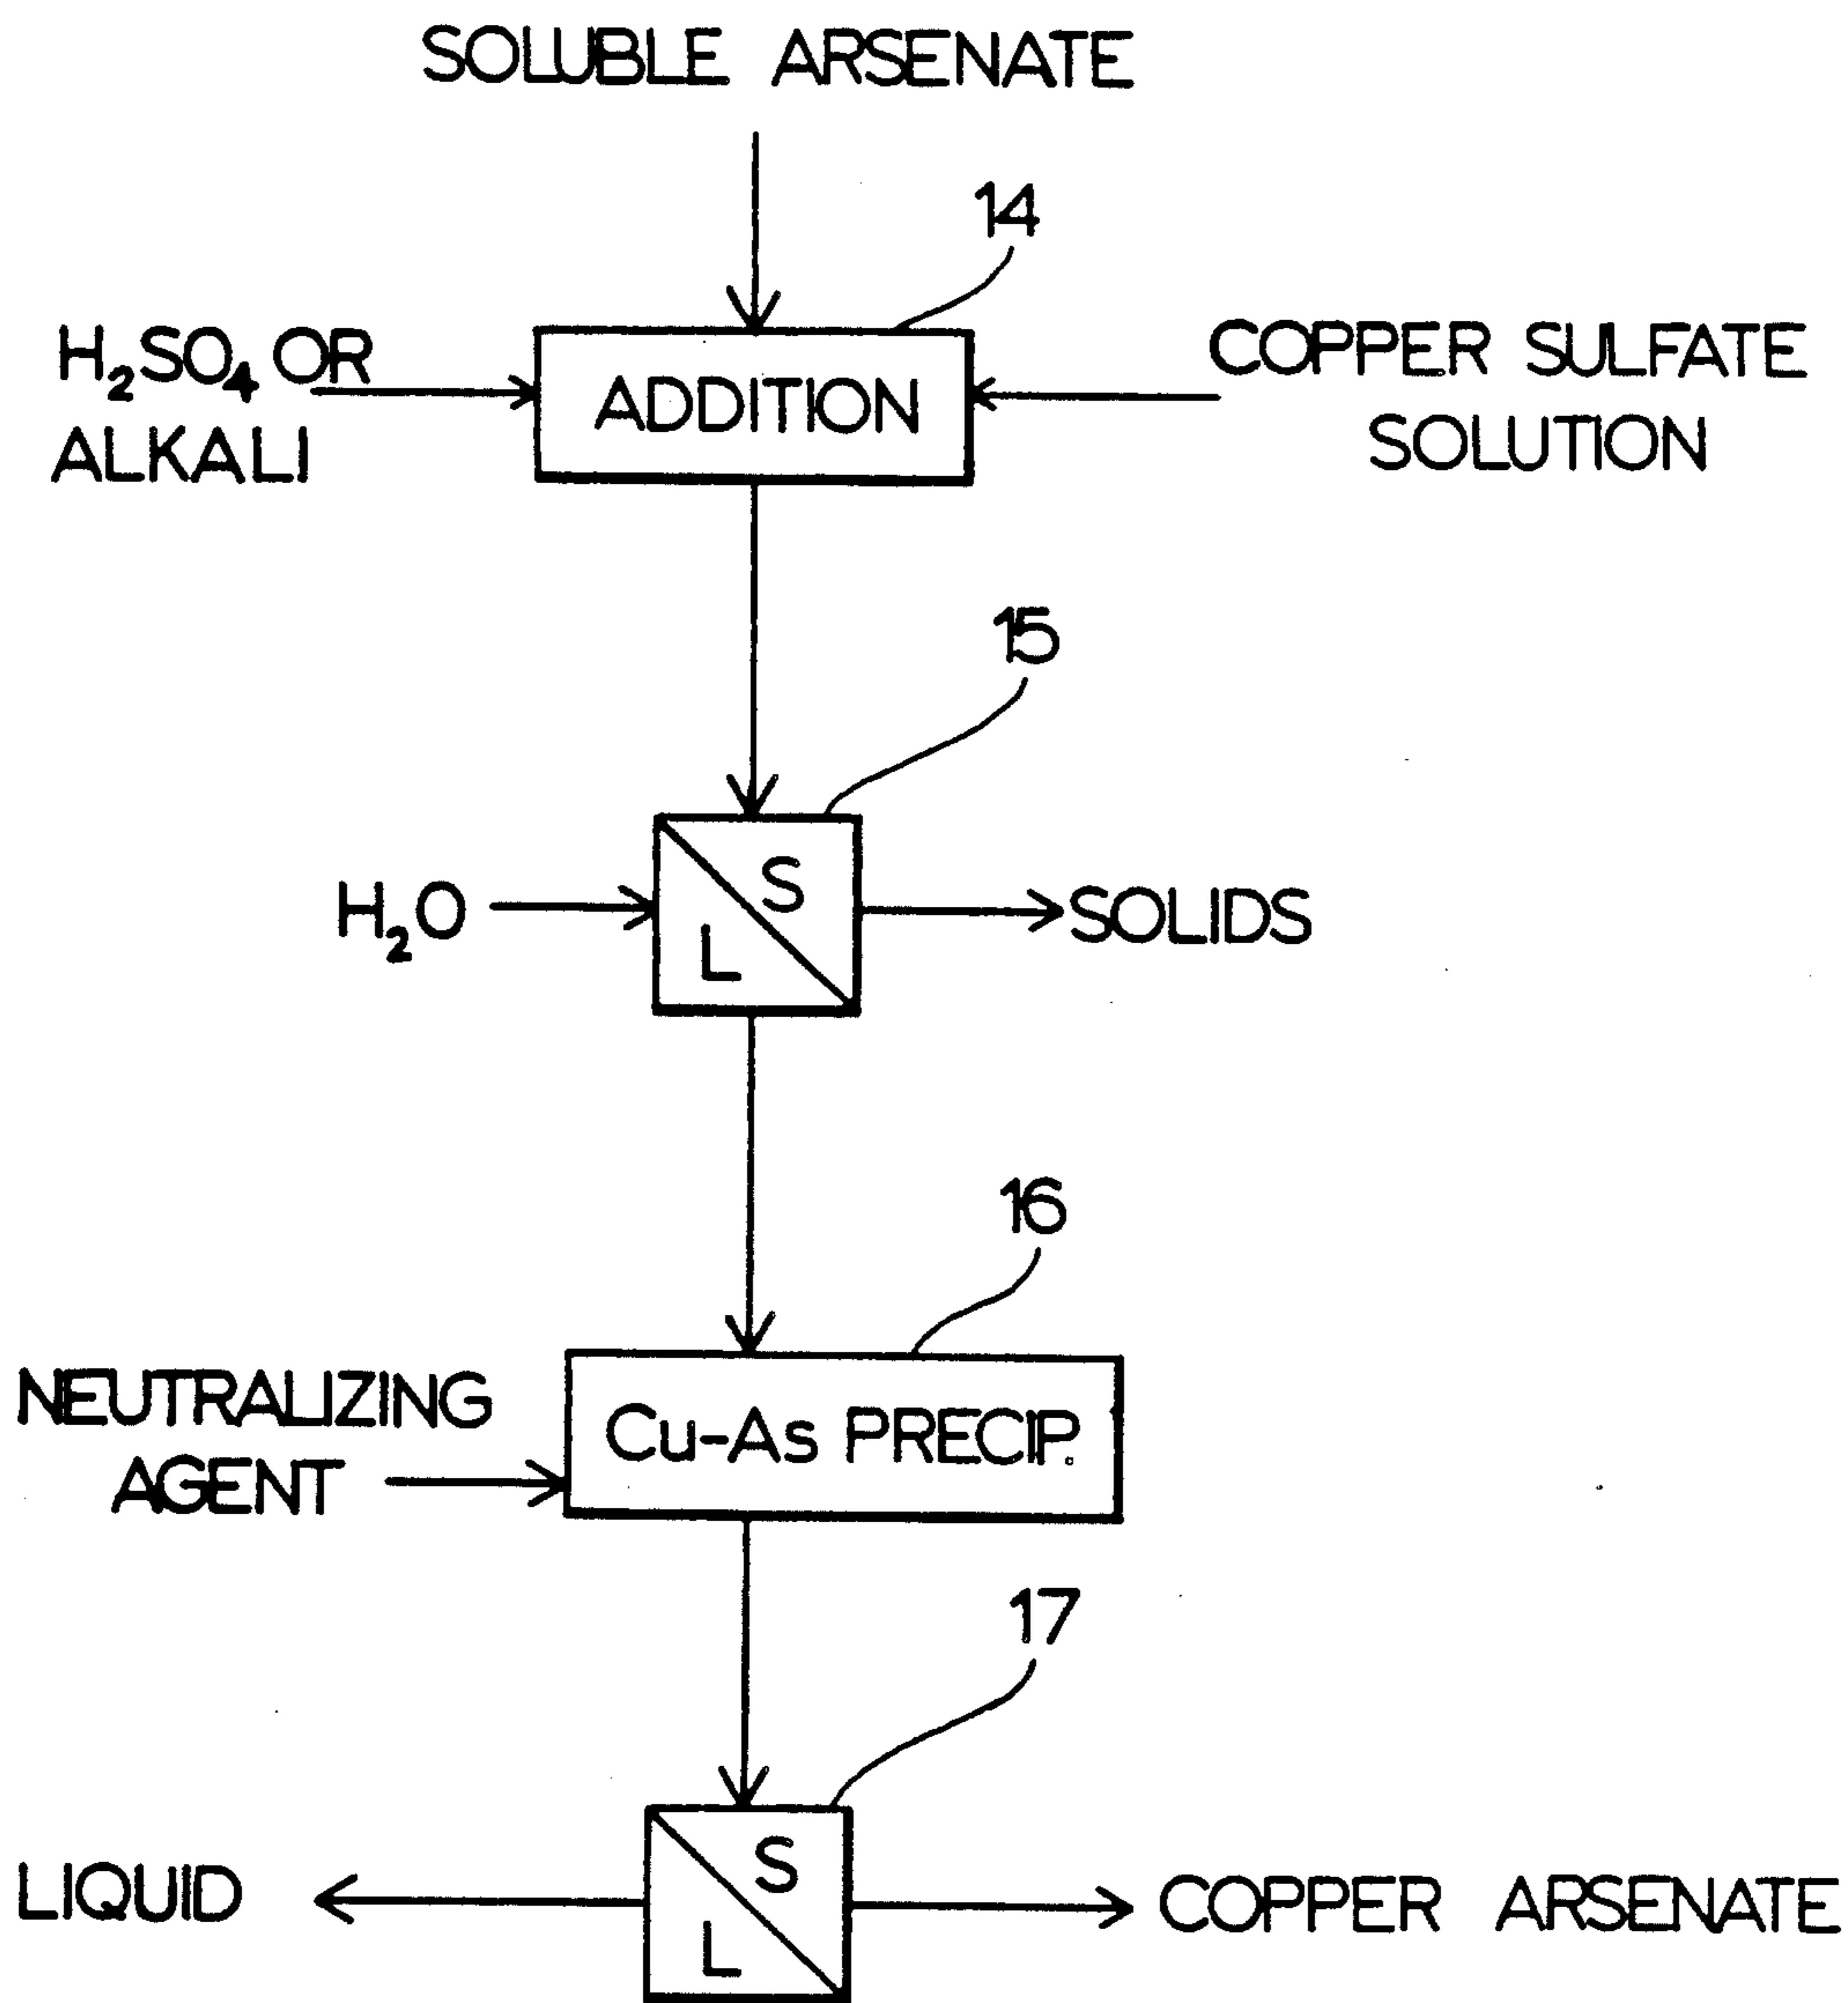 SOLUBLE ARSENATE
14
H₂SO₄ OR
ALKALI
ADDITION
COPPER SULFATE
SOLUTION
15
H₂O
S
L
SOLIDS
16
NEUTRALIZING
AGENT
Cu-As PRECIP.
17
LIQUID
S
L
COPPER ARSENATE